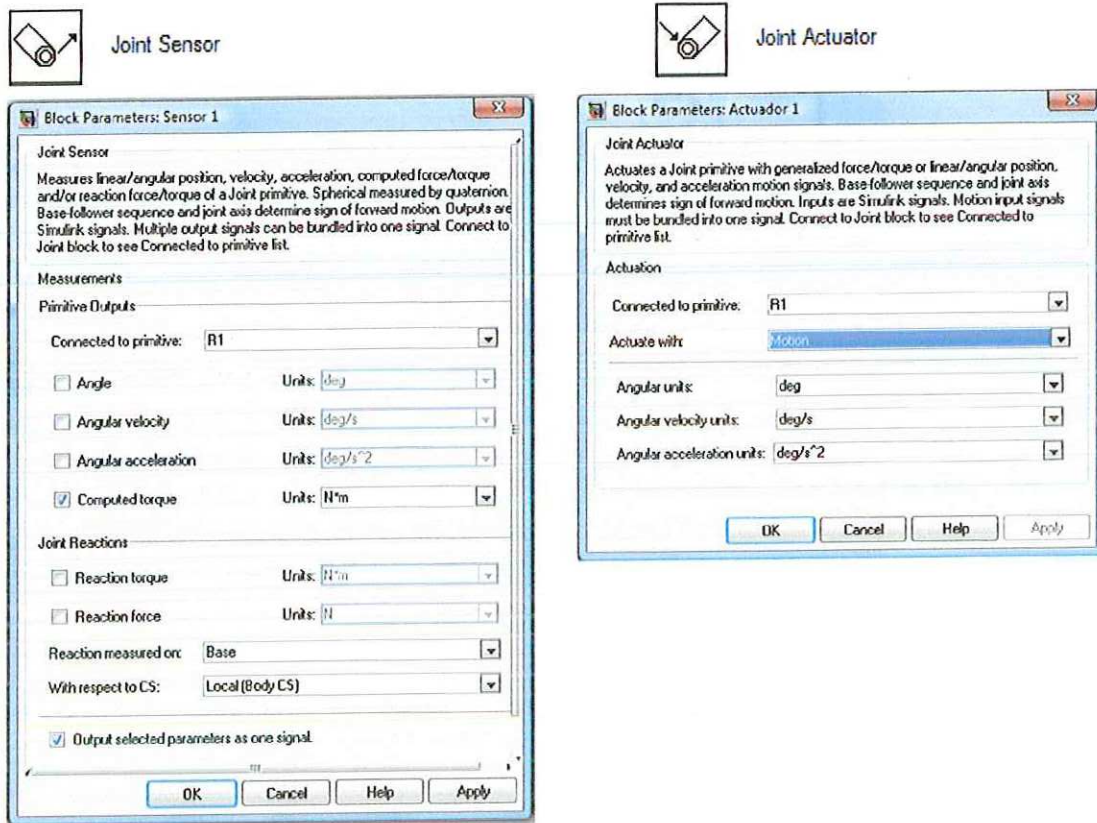 Joint Sensor
Block Parameters: Sensor 1
Joint Sensor
Measures linear/angular position, velocity, acceleration, computed force/torque
and/or reaction force/torque of a Joint primitive. Spherical measured by quaternion.
Base-follower sequence and joint axis determine sign of forward motion. Outputs are
Simulink signals. Multiple output signals can be bundled into one signal. Connect to
Joint block to see Connected to primitive list.
Measurements
Primitive Outputs
Connected to primitive: R1
Angle Units: deg
Angular velocity Units: deg/s
Angular acceleration Units: deg/s^2
Computed torque Units: N*m
Joint Reactions
Reaction torque Units: N*m
Reaction force Units: N
Reaction measured on: Base
With respect to CS: Local (Body CS)
Output selected parameters as one signal.
OK Cancel Help Apply
Joint Actuator
Block Parameters: Actuador 1
Joint Actuator
Actuates a Joint primitive with generalized force/torque or linear/angular position,
velocity, and acceleration motion signals. Base-follower sequence and joint axis
determines sign of forward motion. Inputs are Simulink signals. Motion input signals
must be bundled into one signal. Connect to Joint block to see Connected to
primitive list.
Actuation
Connected to primitive: R1
Actuate with: Motion
Angular units: deg
Angular velocity units: deg/s
Angular acceleration units: deg/s^2
OK Cancel Help Apply